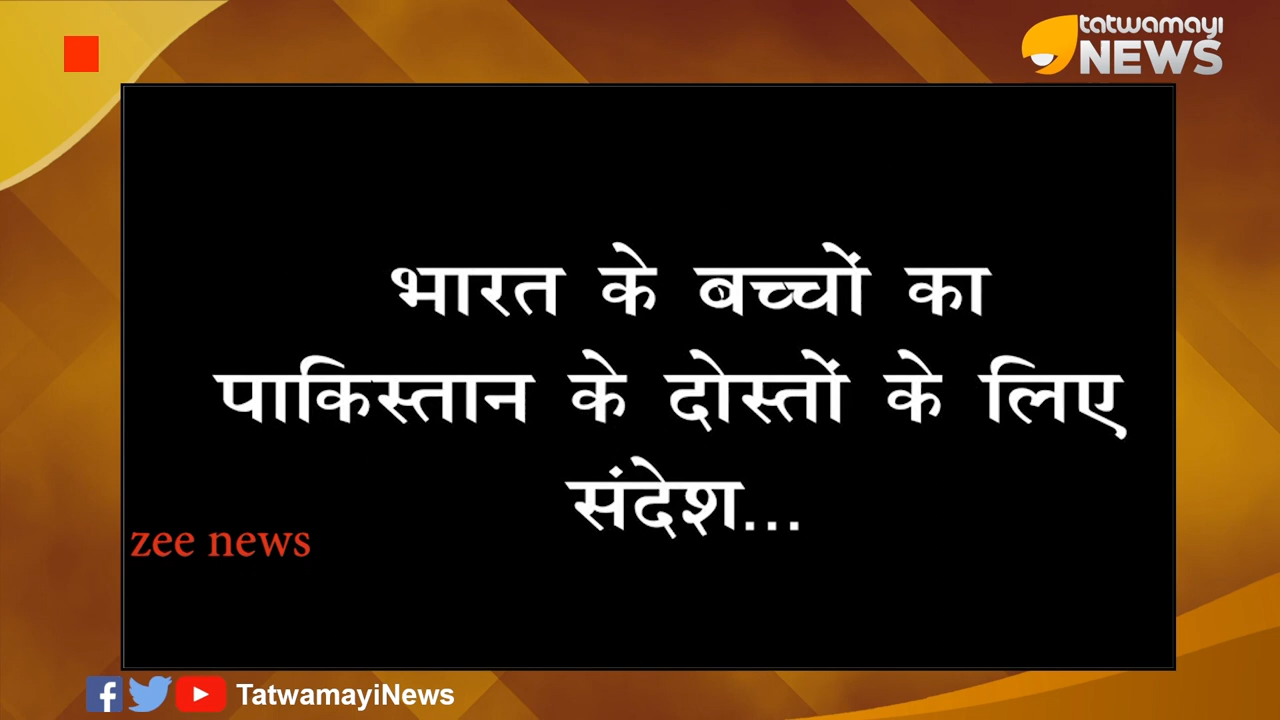 tatwamayi
NEWS
भारत के बच्चों का
पाकिस्तान के दोस्तों के लिए
संदेश...
zee news
TatwamayiNews